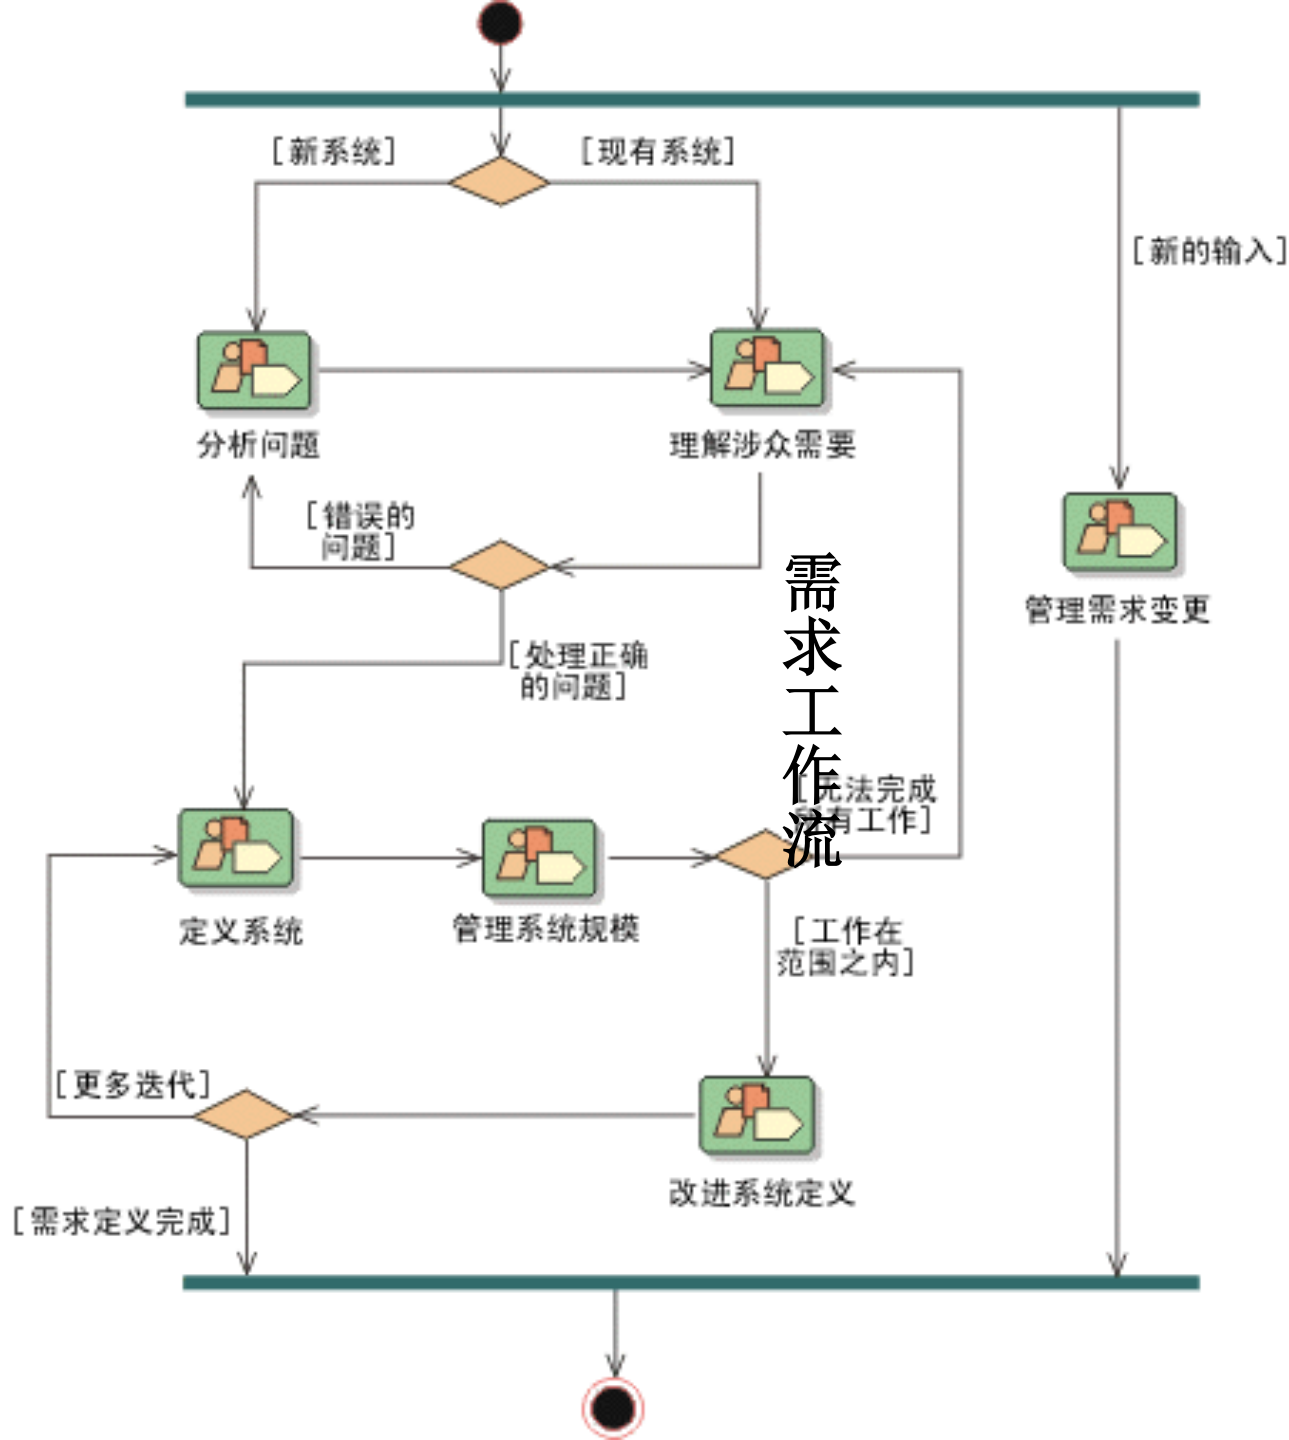 [新系统]
[现有系统]
[新的输入]
分析问题
理解涉众需要
[错误的
问题]
管理需求变更
[处理正确
的问题]
需求工作流
[无法完成
所有工作]
定义系统
管理系统规模
[工作在
范围之内]
[更多迭代]
改进系统定义
[需求定义完成]